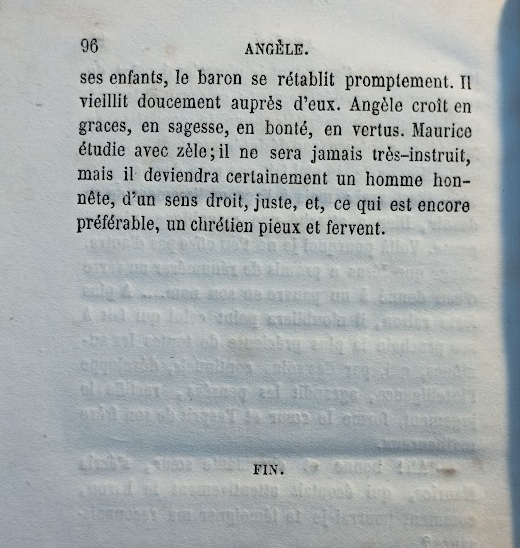 96
ANGÈLE.
ses enfants, le baron se rétablit promptement. Il
vieillit doucement auprès d'eux. Angèle croît en
graces, en sagesse, en bonté, en vertus. Maurice
étudie avec zèle; il ne sera jamais très-instruit,
mais il deviendra certainement un homme hon-
nête, d'un sens droit, juste, et, ce qui est encore
préférable, un chrétien pieux et fervent.
FIN.